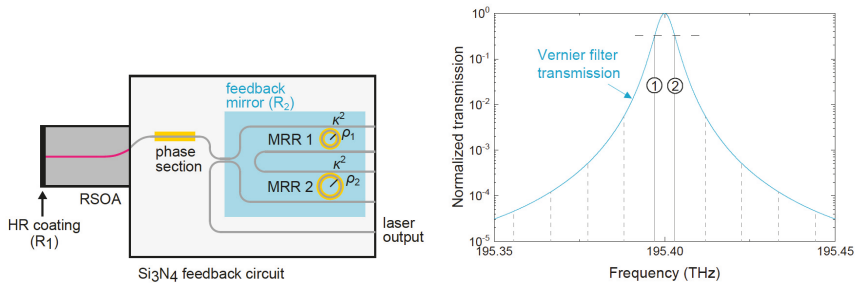 feedback
mirror (R2)
κ2
MRR 1
ρ1
phase
section
κ2
MRR 2
ρ2
RSOA
HR coating
(R1)
laser
output
Si3N4 feedback circuit
Normalized transmission
100
10-1
10-2
10-3
10-4
10-5
Vernier filter
transmission
1 2
195.35 195.40 195.45
Frequency (THz)